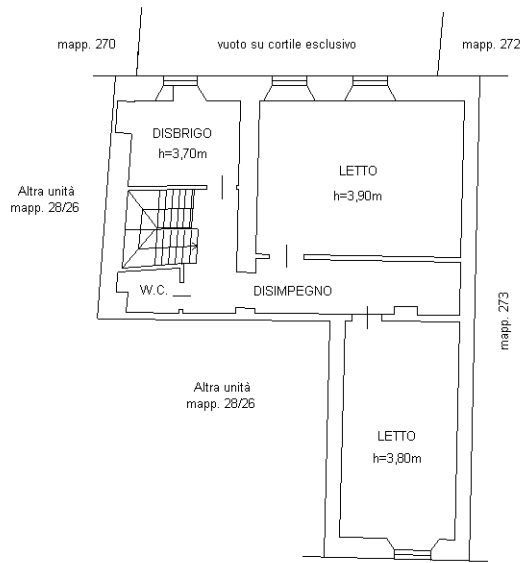 mapp. 270
vuoto su cortile esclusivo
mapp. 272
DISBRIGO
h=3,70m
LETTO
h=3,90m
Altra unità
mapp. 28/26
W.C.
DISIMPEGNO
mapp. 273
Altra unità
mapp. 28/26
LETTO
h=3,80m